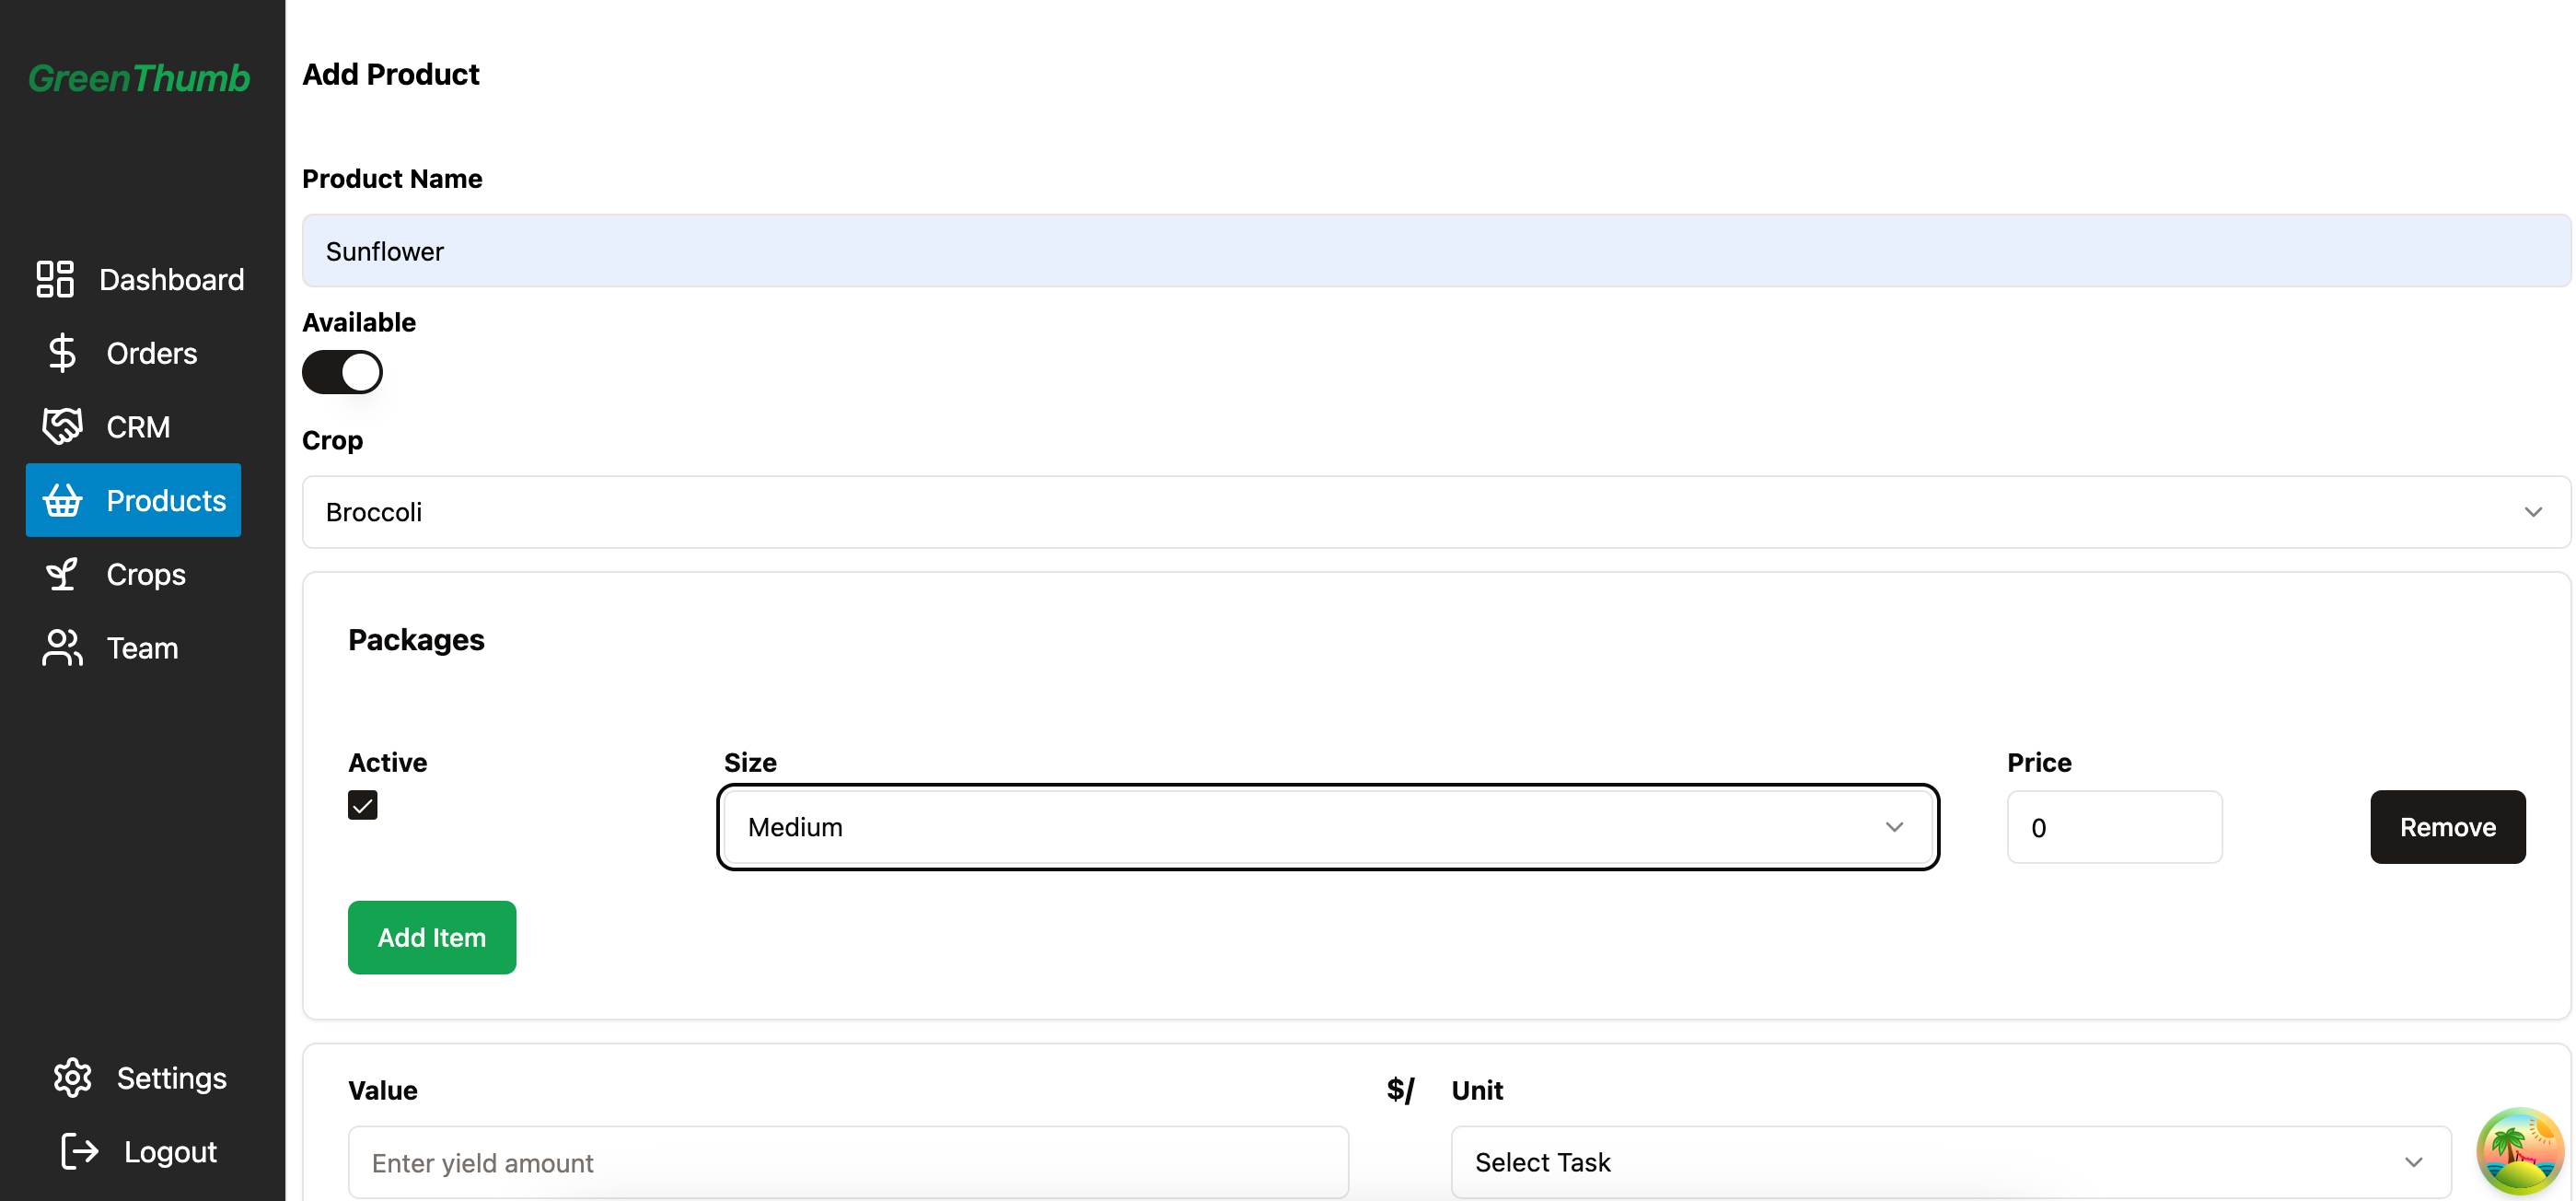 GreenThumb
Dashboard
Orders
CRM
Products
Crops
Team
Settings
Logout
Add Product
Product Name
Sunflower
Available
Crop
Broccoli
Packages
Active
Size
Price
Medium
0
Remove
Add Item
Value
$/
Unit
Enter yield amount
Select Task